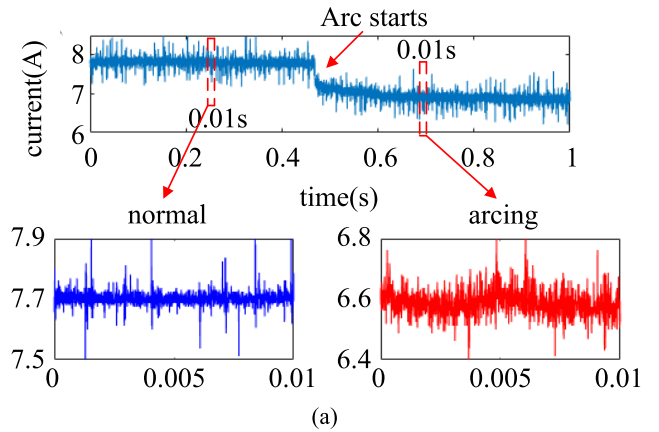 Arc starts
current(A)
8
7
6
0.01s
0.01s
0 0.2 0.4 0.6 0.8 1
time(s)
normal
arcing
7.9
7.7
7.5
0 0.005 0.01
6.8
6.6
6.4
0 0.005 0.01
(a)